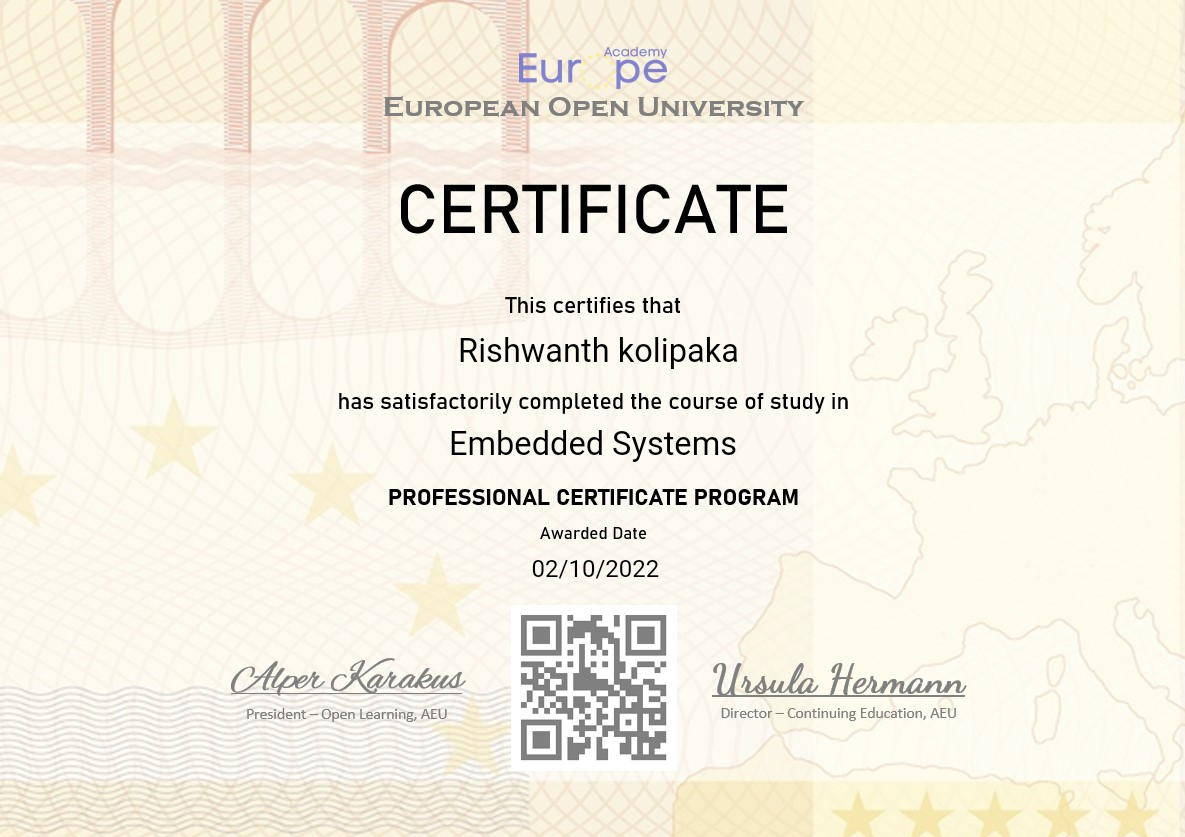 Academy
Europe
EUROPEAN OPEN UNIVERSITY
CERTIFICATE
This certifies that
Rishwanth kolipaka
has satisfactorily completed the course of study in
Embedded Systems
PROFESSIONAL CERTIFICATE PROGRAM
Awarded Date
02/10/2022
Alper Karakus
President – Open Learning, AEU
Ursula Hermann
Director – Continuing Education, AEU